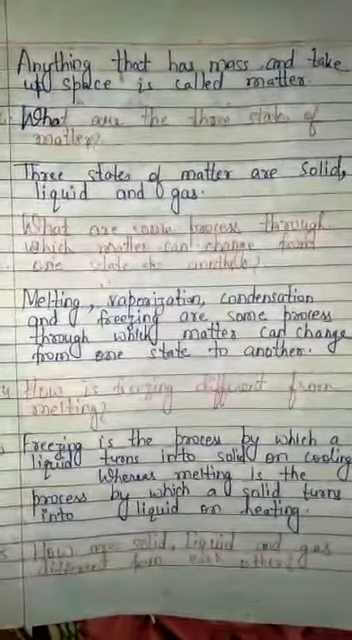 Anything that has mass and take
up space is called matter.
What are the three states of
matter?
Three states of matter are solid,
liquid and gas.
What are some process through
which matter can change from
one state to another?
Melting, vaporization, condensation
and freezing are some process
through which matter can change
from one state to another.
How is freezing different from
melting?
Freezing is the process by which a
liquid turns into solid on cooling
Whereas melting is the
process by which a solid turns
into liquid on heating.
How are solid, liquid and gas
different from each other?